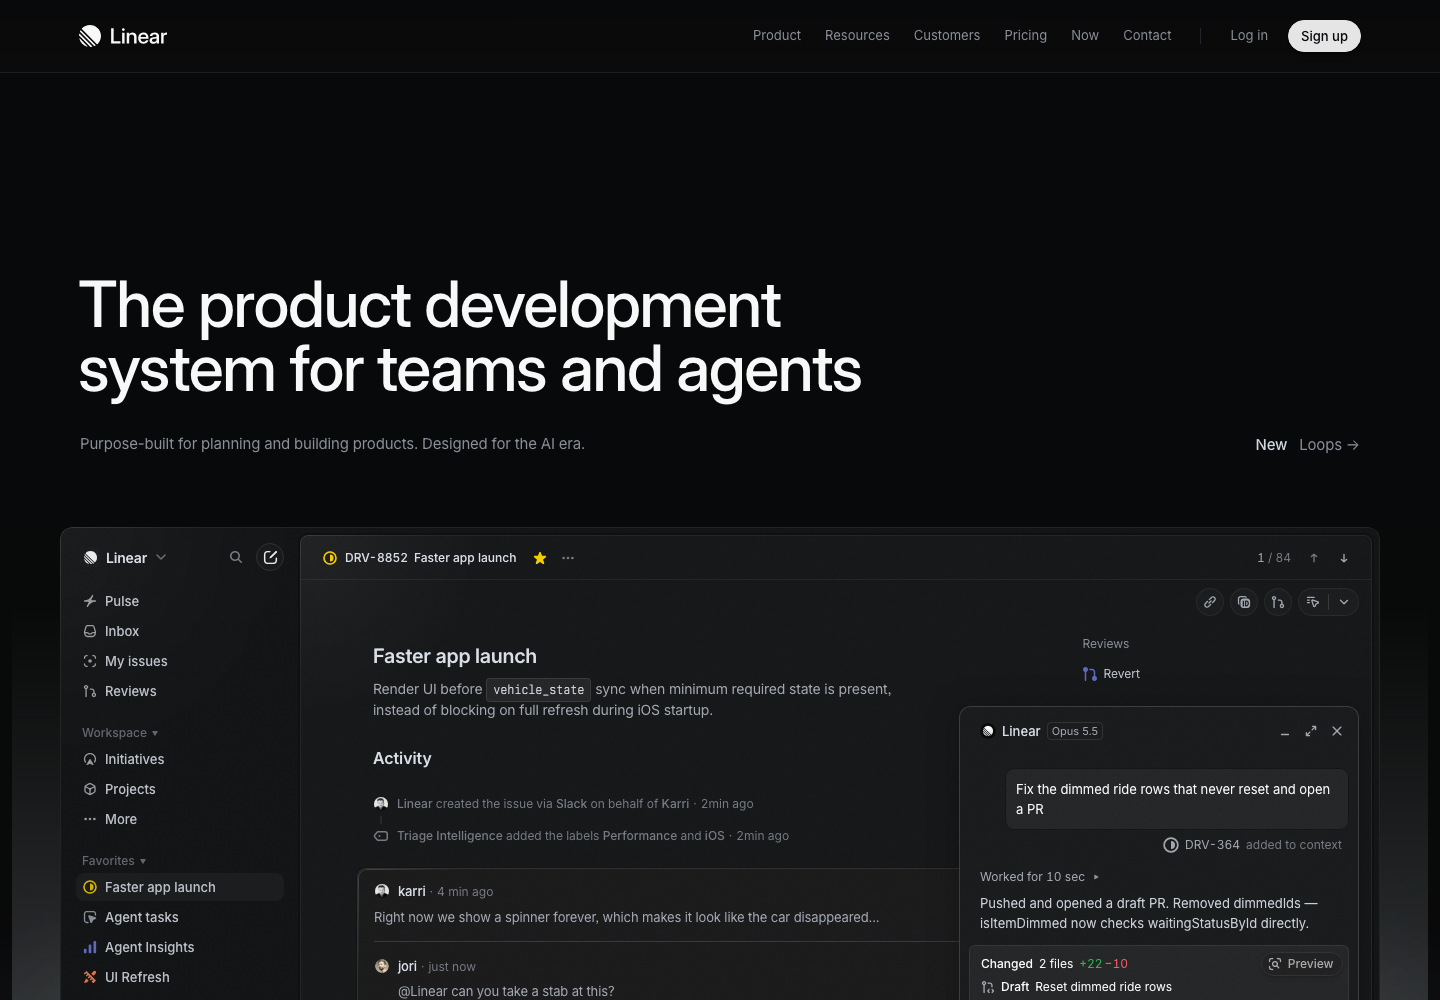 Linear
Product Resources Customers Pricing Now Contact Log in Sign up
The product development
system for teams and agents
Purpose-built for planning and building products. Designed for the AI era.
New Loops →
Linear
Pulse
Inbox
My issues
Reviews
Workspace
Initiatives
Projects
More
Favorites
Faster app launch
Agent tasks
Agent Insights
UI Refresh
DRV-8852 Faster app launch
1 / 84
Faster app launch
Render UI before vehicle_state sync when minimum required state is present,
instead of blocking on full refresh during iOS startup.
Activity
Linear created the issue via Slack on behalf of Karri · 2min ago
Triage Intelligence added the labels Performance and iOS · 2min ago
karri · 4 min ago
Right now we show a spinner forever, which makes it look like the car disappeared...
jori · just now
@Linear can you take a stab at this?
Reviews
Revert
Linear Opus 5.5
Fix the dimmed ride rows that never reset and open
a PR
DRV-364 added to context
Worked for 10 sec
Pushed and opened a draft PR. Removed dimmedIds —
isItemDimmed now checks waitingStatusById directly.
Changed 2 files +22 −10
Preview
Draft Reset dimmed ride rows